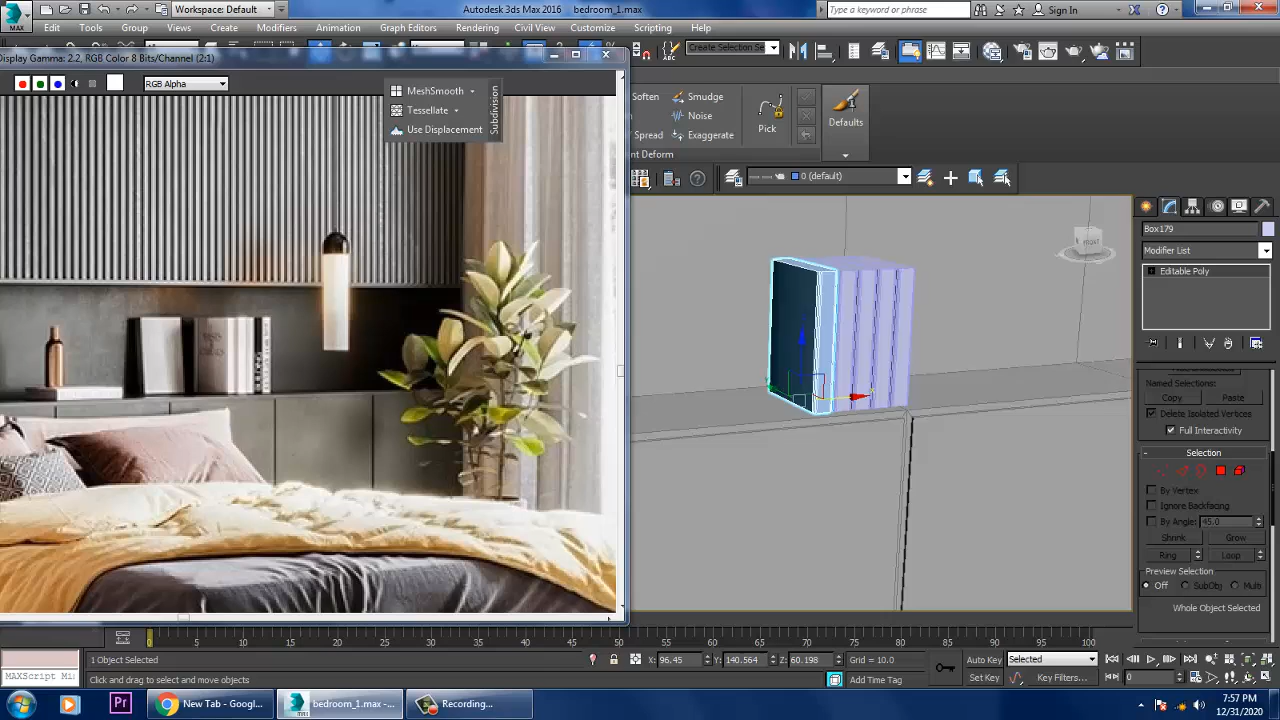 MAX
Workspace: Default
Autodesk 3ds Max 2016
bedroom_1.max
Type a keyword or phrase
Sign In
Edit
Tools
Group
Views
Create
Modifiers
Animation
Graph Editors
Rendering
Civil View
Customize
Scripting
Help
Create Selection Se
Display Gamma: 2.2, RGB Color 8 Bits/Channel (2:1)
RGB Alpha
MeshSmooth
Tessellate
Use Displacement
Subdivision
Soften
Smudge
Noise
Spread
Exaggerate
Pick
Defaults
Deform
0 (default)
FRONT
Box179
Modifier List
Editable Poly
Named Selections:
Copy
Paste
Delete Isolated Vertices
Full Interactivity
Selection
By Vertex
Ignore Backfacing
By Angle:
45.0
Shrink
Grow
Ring
Loop
Preview Selection
Off
SubObj
Multi
Whole Object Selected
0
5
10
15
20
25
30
35
40
45
50
55
60
65
70
75
80
85
90
95
100
1 Object Selected
X: 96.45
Y: 140.564
Z: 60.198
Grid = 10.0
Auto Key
Selected
MAXScript Mi
Click and drag to select and move objects
Add Time Tag
Set Key
Key Filters...
0
New Tab - Googl...
bedroom_1.max -...
Recording...
7:57 PM
12/31/2020